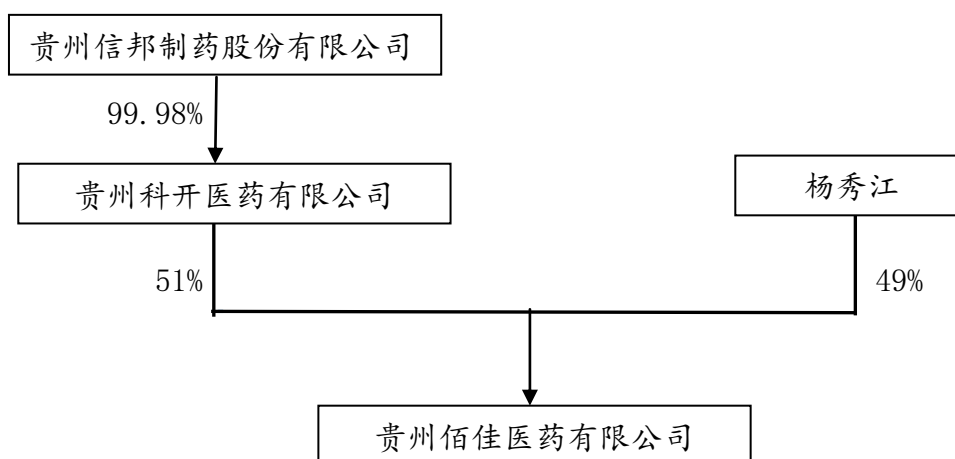 贵州信邦制药股份有限公司
99.98%
贵州科开医药有限公司
杨秀江
51%
49%
贵州佰佳医药有限公司